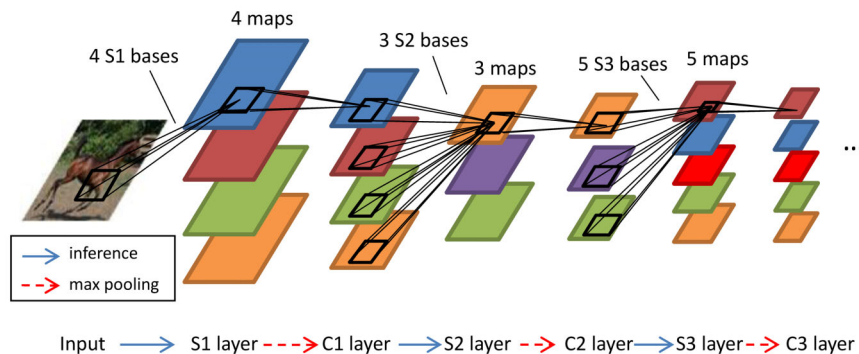 4 maps
4 S1 bases
3 S2 bases
3 maps
5 S3 bases
5 maps
..
inference
max pooling
Input
S1 layer
C1 layer
S2 layer
C2 layer
S3 layer
C3 layer